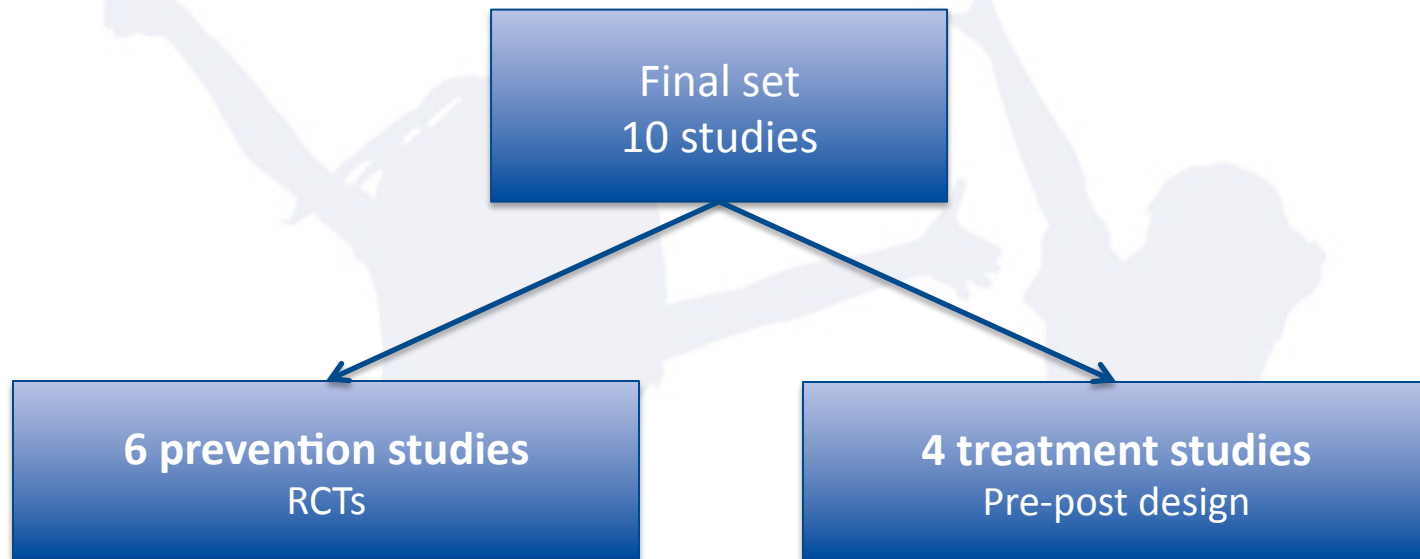 Final set
10 studies
6 prevention studies
RCTs
4 treatment studies
Pre-post design